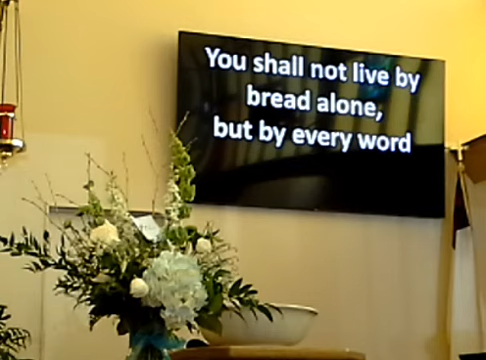 You shall not live by
bread alone,
but by every word